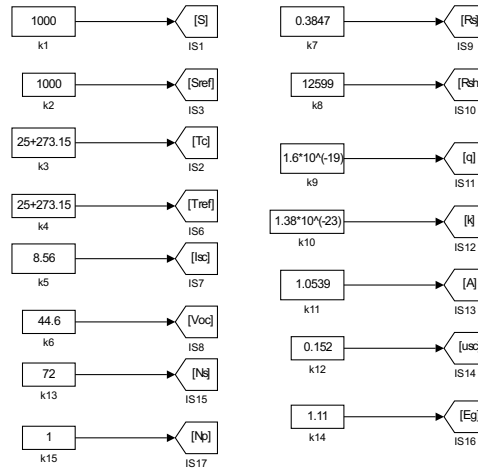 1000
[S]
k1
IS1
1000
[Sref]
k2
IS3
25+273.15
[Tc]
k3
IS2
25+273.15
[Tref]
k4
IS6
8.56
[Isc]
k5
IS7
44.6
[Voc]
k6
IS8
72
[Ns]
k13
IS15
1
[Np]
k15
IS17
0.3847
[Rs]
k7
IS9
12599
[Rsh
k8
IS10
1.6*10^(-19)
[q]
k9
IS11
1.38*10^(-23)
[k]
k10
IS12
1.0539
[A]
k11
IS13
0.152
[usc
k12
IS14
1.11
[Eg]
k14
IS16